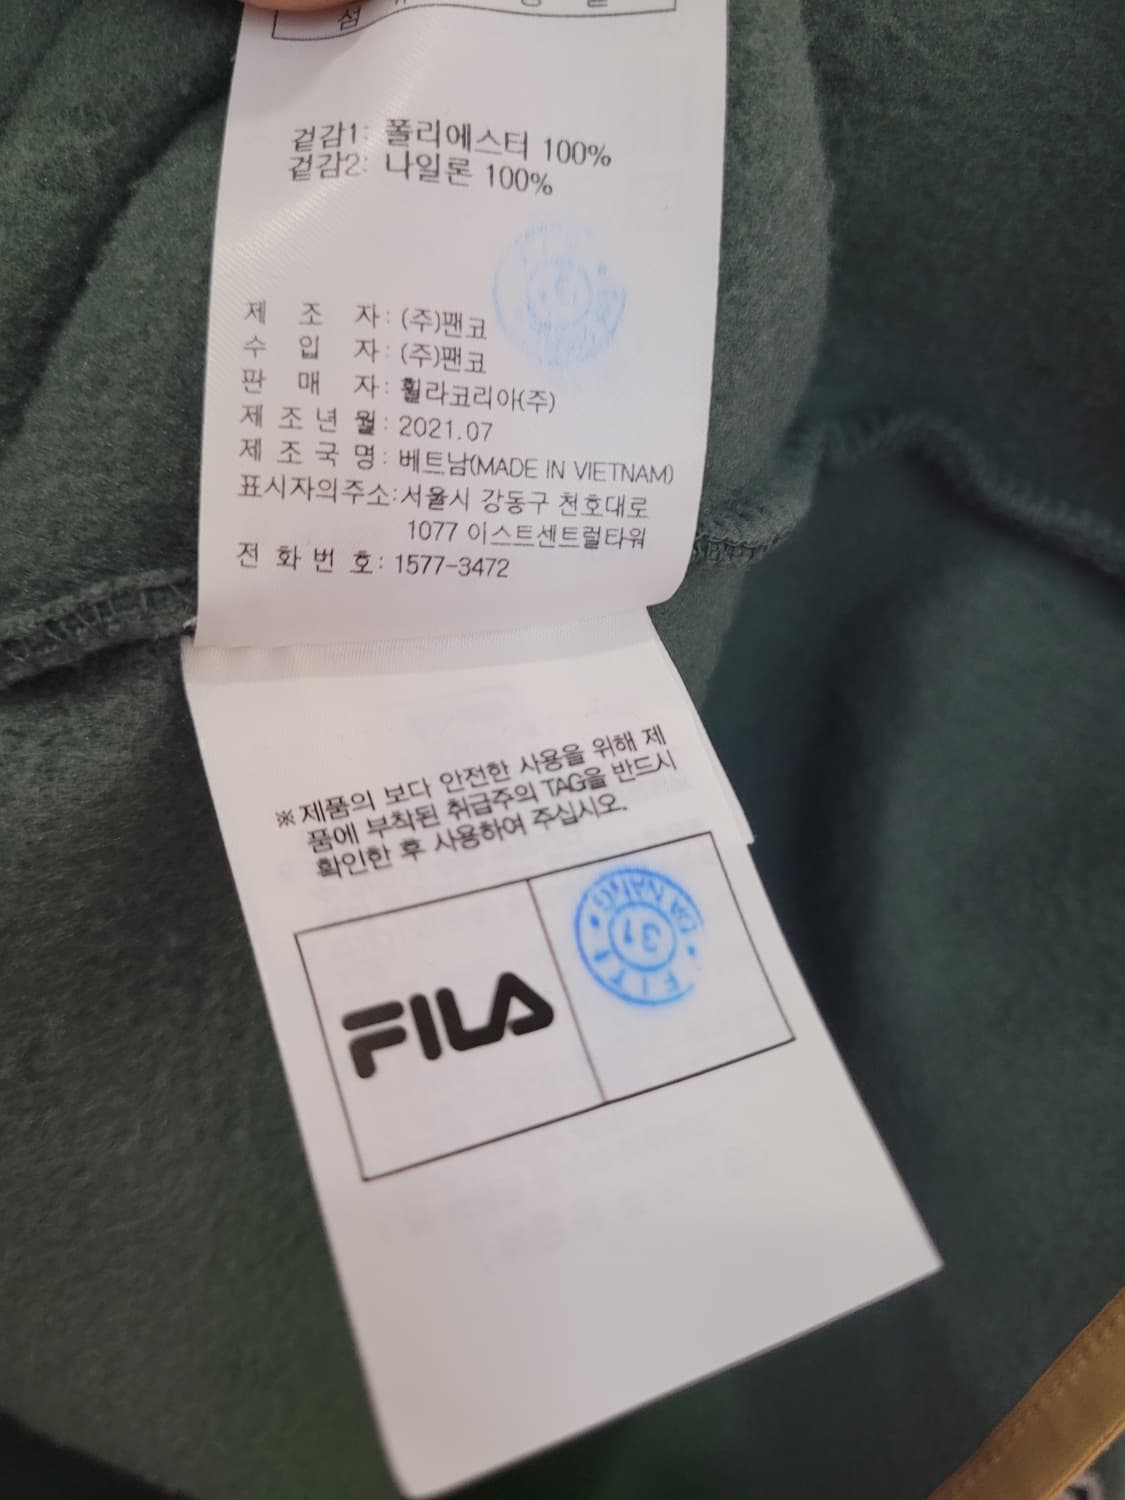 섬
겉감1: 폴리에스터 100%
겉감2: 나일론 100%
제 조 자: (주)팬코
수 입 자: (주)팬코
판 매 자: 휠라코리아(주)
제 조 년 월: 2021.07
제 조 국 명: 베트남(MADE IN VIETNAM)
표시자의주소: 서울시 강동구 천호대로
1077 이스트센트럴타워
전 화 번 호: 1577-3472
※ 제품의 보다 안전한 사용을 위해 제
품에 부착된 취급주의 TAG을 반드시
확인한 후 사용하여 주십시오.
FILA
FITI
31
DA NANG